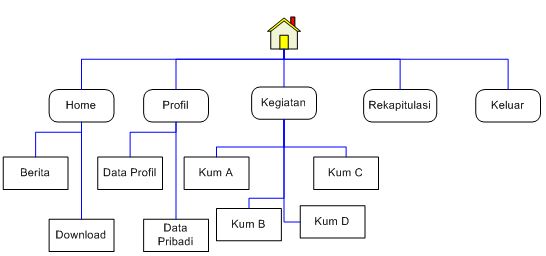 Home
Profil
Kegiatan
Rekapitulasi
Keluar
Berita
Data Profil
Kum A
Kum C
Download
Data
Pribadi
Kum B
Kum D